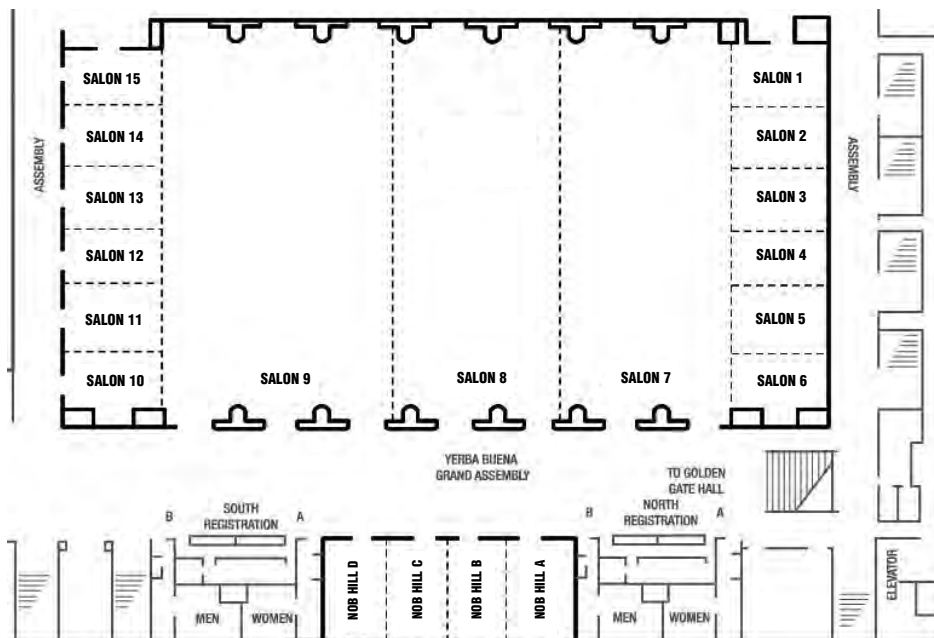 SALON 15
SALON 1
SALON 14
SALON 2
ASSEMBLY
ASSEMBLY
SALON 13
SALON 3
SALON 12
SALON 4
SALON 11
SALON 5
SALON 10
SALON 9
SALON 8
SALON 7
SALON 6
YERBA BUENA
GRAND ASSEMBLY
TO GOLDEN
GATE HALL
B
SOUTH
REGISTRATION
A
B
NORTH
REGISTRATION
A
NOB HILL D
NOB HILL C
NOB HILL B
NOB HILL A
ELEVATOR
MEN
WOMEN
MEN
WOMEN